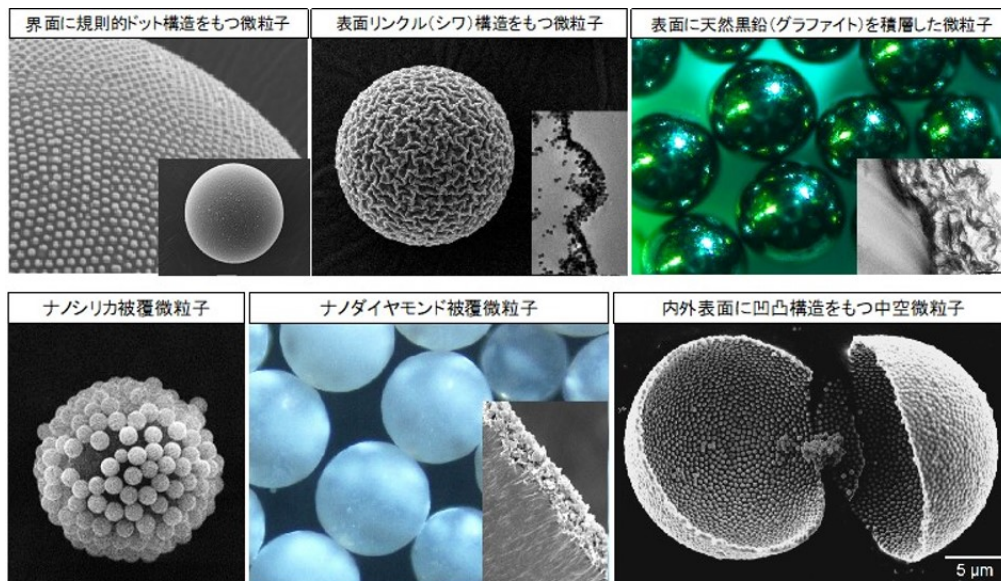 界面に規則的ドット構造をもつ微粒子
表面リンクル(シワ)構造をもつ微粒子
表面に天然黒鉛(グラファイト)を積層した微粒子
ナノシリカ被覆微粒子
ナノダイヤモンド被覆微粒子
内外表面に凹凸構造をもつ中空微粒子
5 μm